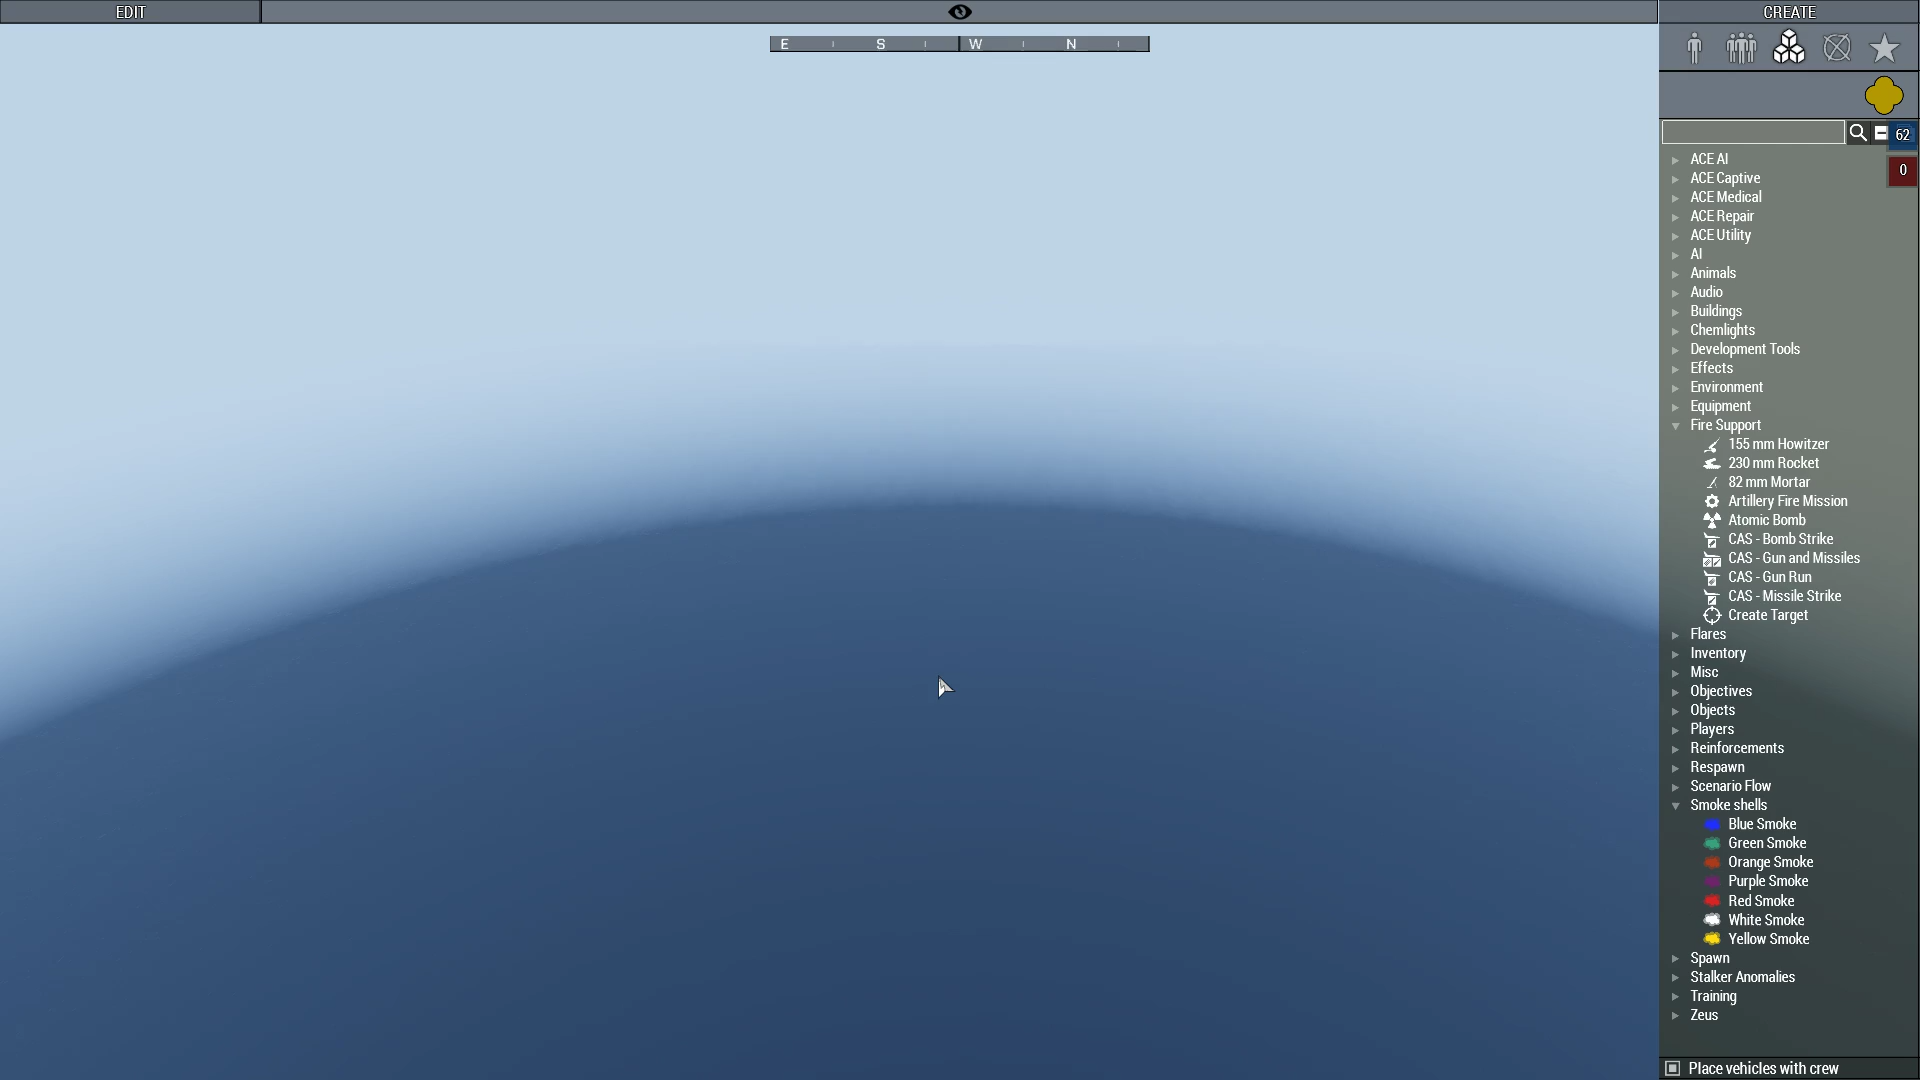 EDIT
CREATE
E S W N
62
0
ACE AI
ACE Captive
ACE Medical
ACE Repair
ACE Utility
AI
Animals
Audio
Buildings
Chemlights
Development Tools
Effects
Environment
Equipment
Fire Support
155 mm Howitzer
230 mm Rocket
82 mm Mortar
Artillery Fire Mission
Atomic Bomb
CAS - Bomb Strike
CAS - Gun and Missiles
CAS - Gun Run
CAS - Missile Strike
Create Target
Flares
Inventory
Misc
Objectives
Objects
Players
Reinforcements
Respawn
Scenario Flow
Smoke shells
Blue Smoke
Green Smoke
Orange Smoke
Purple Smoke
Red Smoke
White Smoke
Yellow Smoke
Spawn
Stalker Anomalies
Training
Zeus
Place vehicles with crew